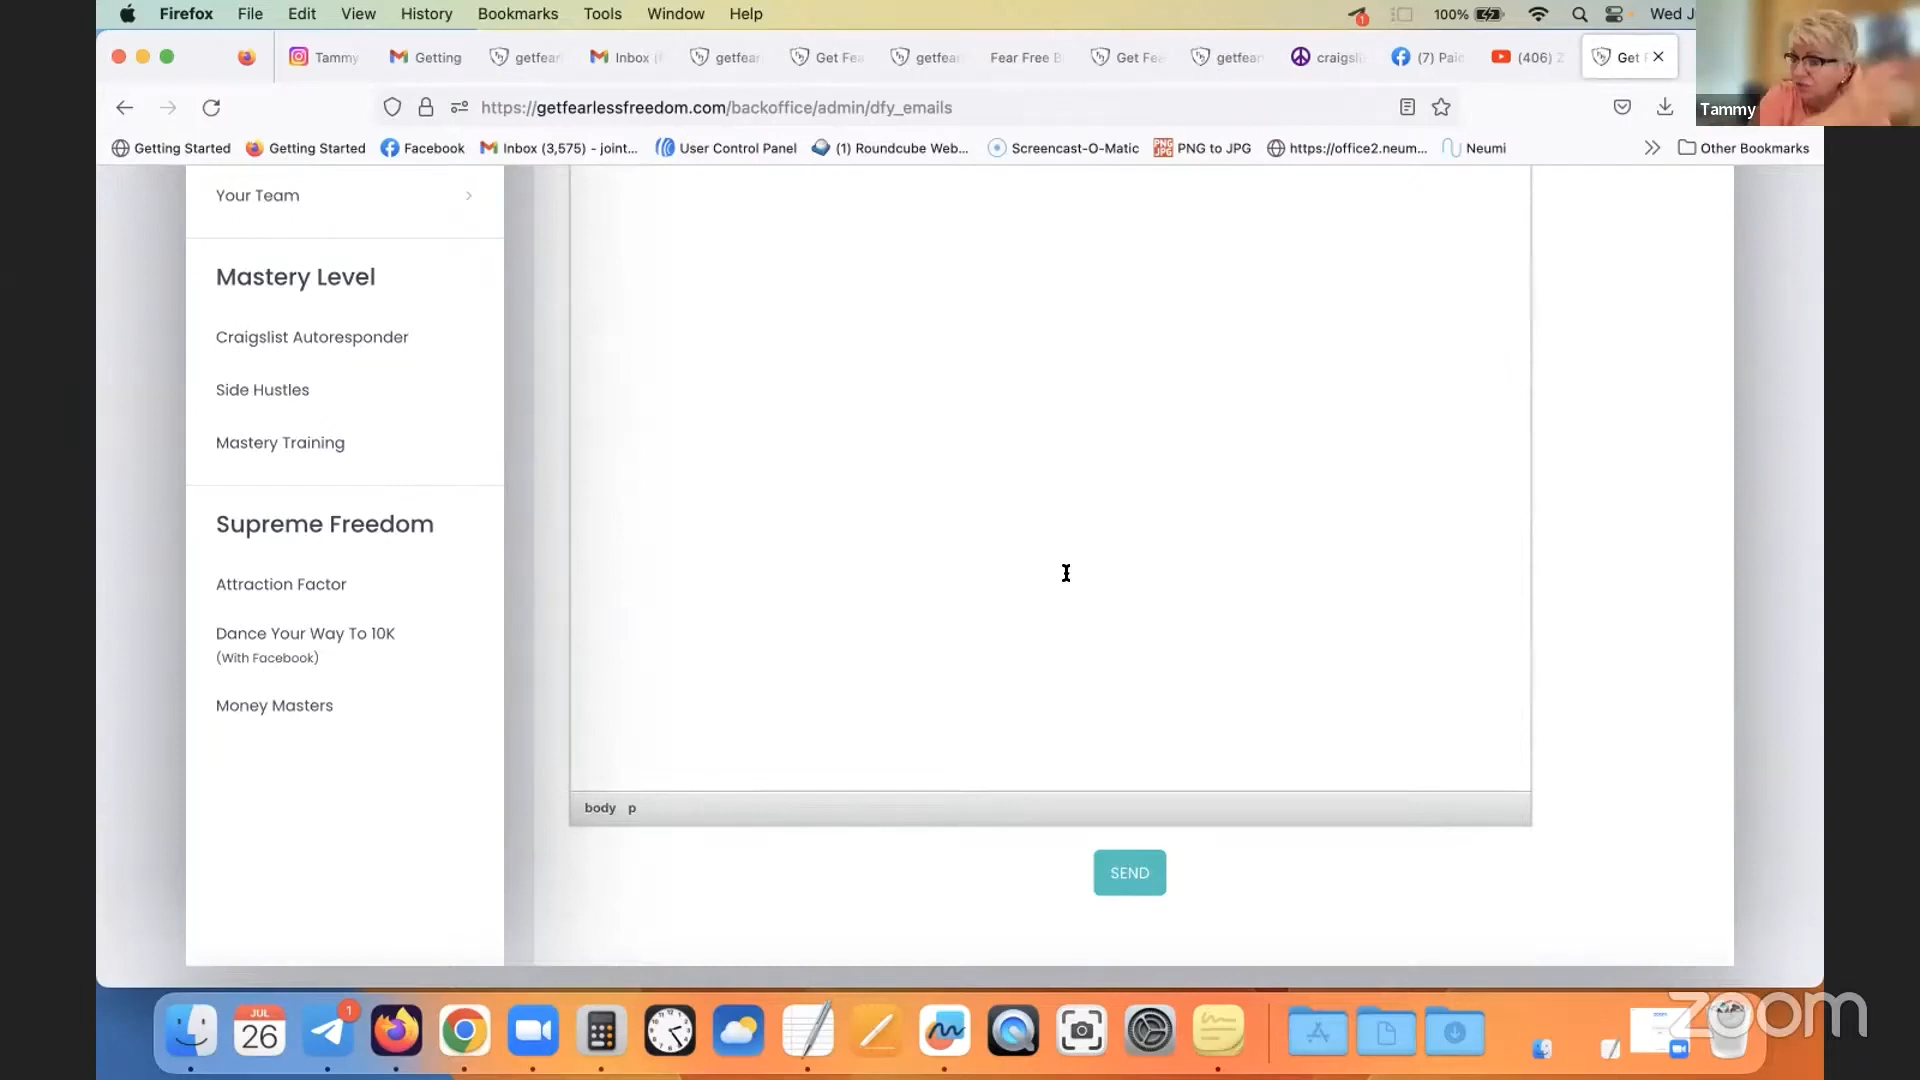 Firefox File Edit View History Bookmarks Tools Window Help 1 100% Wed J
Tammy Getting getfear Inbox ( getfear Get Fea getfear Fear Free B Get Fea getfear craigsli (7) Paid (406) Z Get F
https://getfearlessfreedom.com/backoffice/admin/dfy_emails
Tammy
Getting Started Getting Started Facebook Inbox (3,575) - joint... User Control Panel (1) Roundcube Web... Screencast-O-Matic PNG to JPG https://office2.neum... Neumi Other Bookmarks
Your Team
Mastery Level
Craigslist Autoresponder
Side Hustles
Mastery Training
Supreme Freedom
Attraction Factor
Dance Your Way To 10K
(With Facebook)
Money Masters
body p
SEND
JUL
26
1
zoom